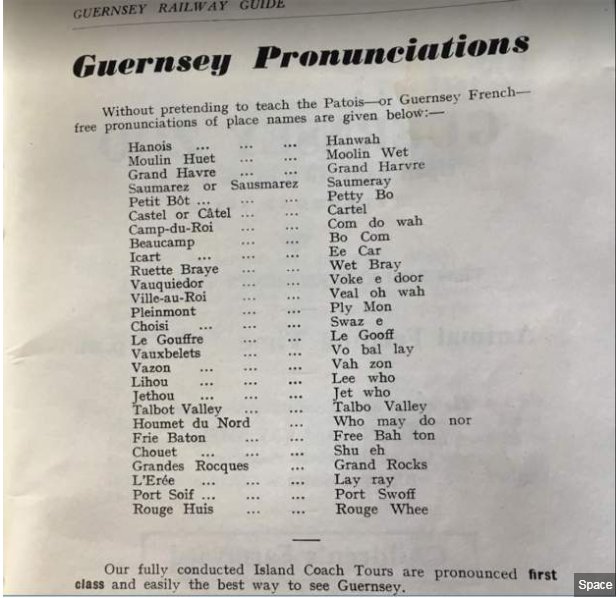 GUERNSEY RAILWAY GUIDE
Guernsey Pronunciations
Without pretending to teach the Patois—or Guernsey French—
free pronunciations of place names are given below:—
Hanois ... ... ... Hanwah
Moulin Huet ... ... Moolin Wet
Grand Havre ... ... Grand Harvre
Saumarez or Sausmarez Saumeray
Petit Bôt ... ... ... Petty Bo
Castel or Câtel ... ... Cartel
Camp-du-Roi ... ... Com do wah
Beaucamp ... ... Bo Com
Icart ... ... ... Ee Car
Ruette Braye ... ... Wet Bray
Vauquiedor ... ... Voke e door
Ville-au-Roi ... ... Veal oh wah
Pleinmont ... ... Ply Mon
Choisi ... ... ... Swaz e
Le Gouffre ... ... Le Gooff
Vauxbelets ... ... Vo bal lay
Vazon ... ... ... Vah zon
Lihou ... ... ... Lee who
Jethou ... ... ... Jet who
Talbot Valley ... ... Talbo Valley
Houmet du Nord ... Who may do nor
Frie Baton ... ... Free Bah ton
Chouet ... ... ... Shu eh
Grandes Rocques ... Grand Rocks
L'Erée ... ... ... Lay ray
Port Soif ... ... ... Port Swoff
Rouge Huis ... ... Rouge Whee
Our fully conducted Island Coach Tours are pronounced first
class and easily the best way to see Guernsey.
Space